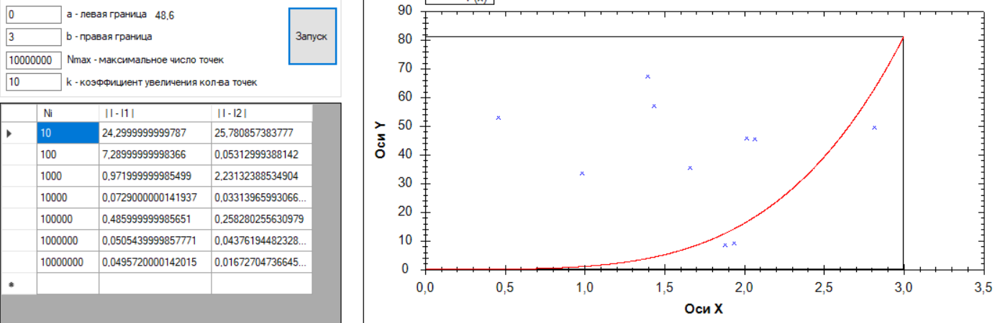 0 a - левая граница 48,6
3 b - правая граница
10000000 Nmax - максимальное число точек
10 k - коэффициент увеличения кол-ва точек
Запуск
Ni | I - I1 | | I - I2 |
10 24,2999999999787 25,780857383777
100 7,28999999998366 0,05312999388142
1000 0,971999999985499 2,23132388534904
10000 0,0729000000141937 0,03313965993066...
100000 0,485999999985651 0,258280255630979
1000000 0,0505439999857771 0,04376194482328...
10000000 0,0495720000142015 0,01672704736645...
*
90
80
70
60
50
40
30
20
10
0
Оси Y
0,0 0,5 1,0 1,5 2,0 2,5 3,0 3,5
Оси X